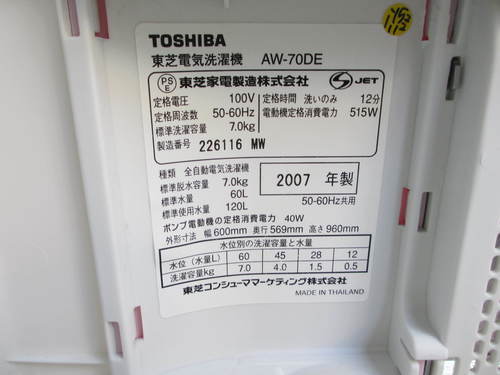 TOSHIBA
東芝電気洗濯機 AW-70DE
PS
E
東芝家電製造株式会社
JET
定格電圧 100V
定格時間 洗いのみ 12分
定格周波数 50-60Hz
電動機定格消費電力 515W
標準洗濯容量 7.0kg
製造番号 226116 MW
種類 全自動電気洗濯機
標準脱水容量 7.0kg
2007 年製
標準水量 60L
50-60Hz共用
標準使用水量 120L
ポンプ電動機の定格消費電力 40W
外形寸法 幅600mm 奥行569mm 高さ960mm
水位別の洗濯容量と水量
水位(水量L) 60 45 28 12
洗濯容量kg 7.0 4.0 1.5 0.5
東芝コンシューママーケティング株式会社
MADE IN THAILAND